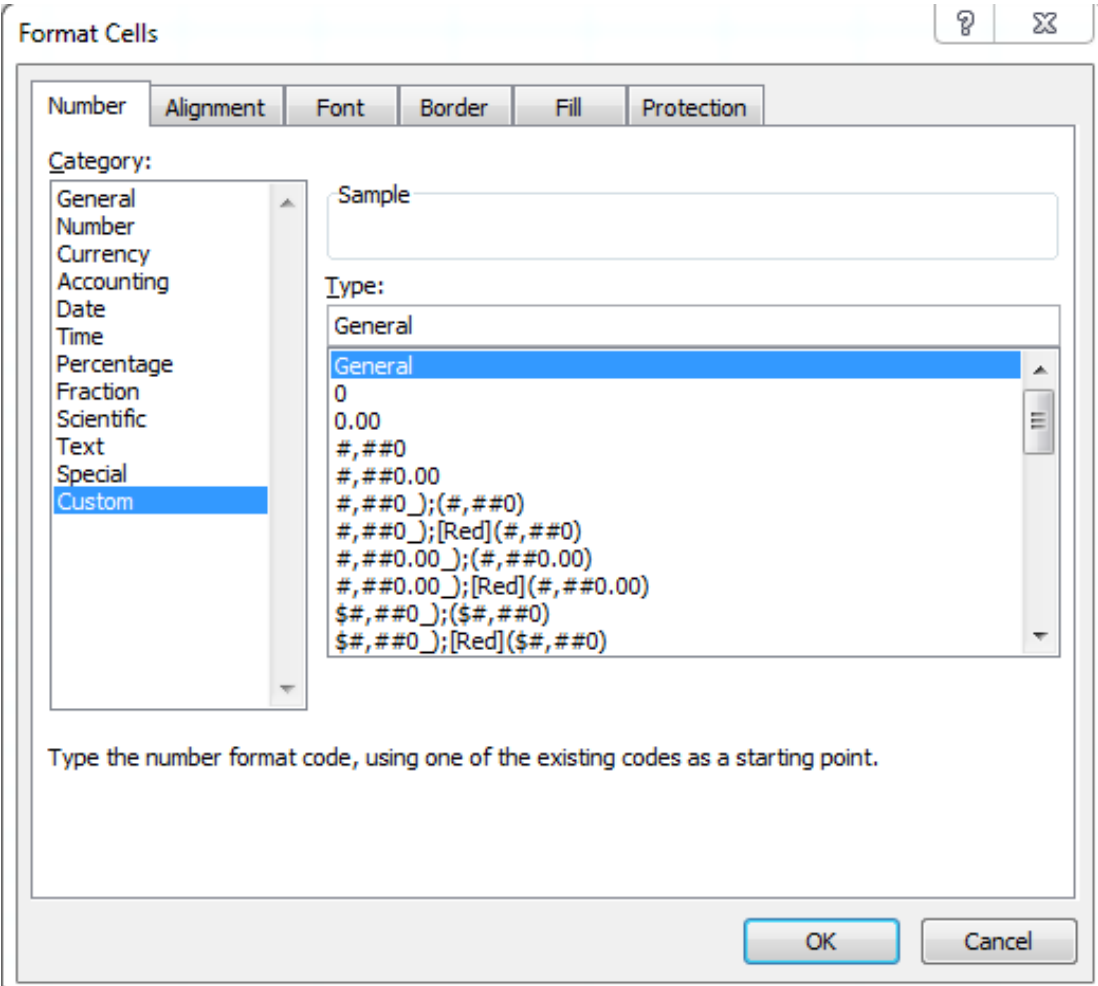 Format Cells
Number Alignment Font Border Fill Protection
Category:
General
Number
Currency
Accounting
Date
Time
Percentage
Fraction
Scientific
Text
Special
Custom
Sample
Type:
General
General
0
0.00
#,##0
#,##0.00
#,##0_);(#,##0)
#,##0_);[Red](#,##0)
#,##0.00_);(#,##0.00)
#,##0.00_);[Red](#,##0.00)
$#,##0_);($#,##0)
$#,##0_);[Red]($#,##0)
Type the number format code, using one of the existing codes as a starting point.
OK Cancel